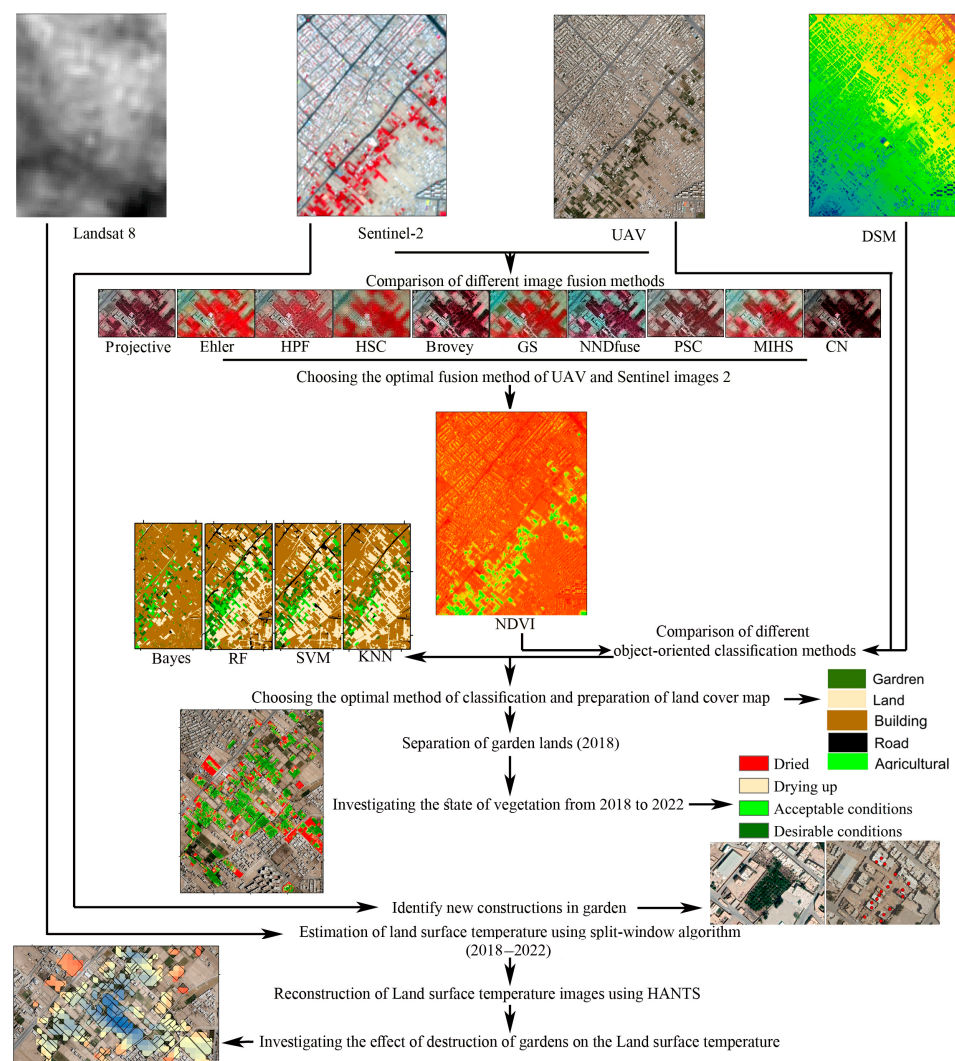 Landsat 8
Sentinel-2
UAV
DSM
Comparison of different image fusion methods
Projective
Ehler
HPF
HSC
Brovey
GS
NNDfuse
PSC
MIHS
CN
Choosing the optimal fusion method of UAV and Sentinel images 2
NDVI
Bayes
RF
SVM
KNN
Comparison of different
object-oriented classification methods
Choosing the optimal method of classification and preparation of land cover map
Gardren
Land
Building
Road
Agricultural
Separation of garden lands (2018)
Investigating the state of vegetation from 2018 to 2022
Dried
Drying up
Acceptable conditions
Desirable conditions
Identify new constructions in garden
Estimation of land surface temperature using split-window algorithm
(2018–2022)
Reconstruction of Land surface temperature images using HANTS
Investigating the effect of destruction of gardens on the Land surface temperature